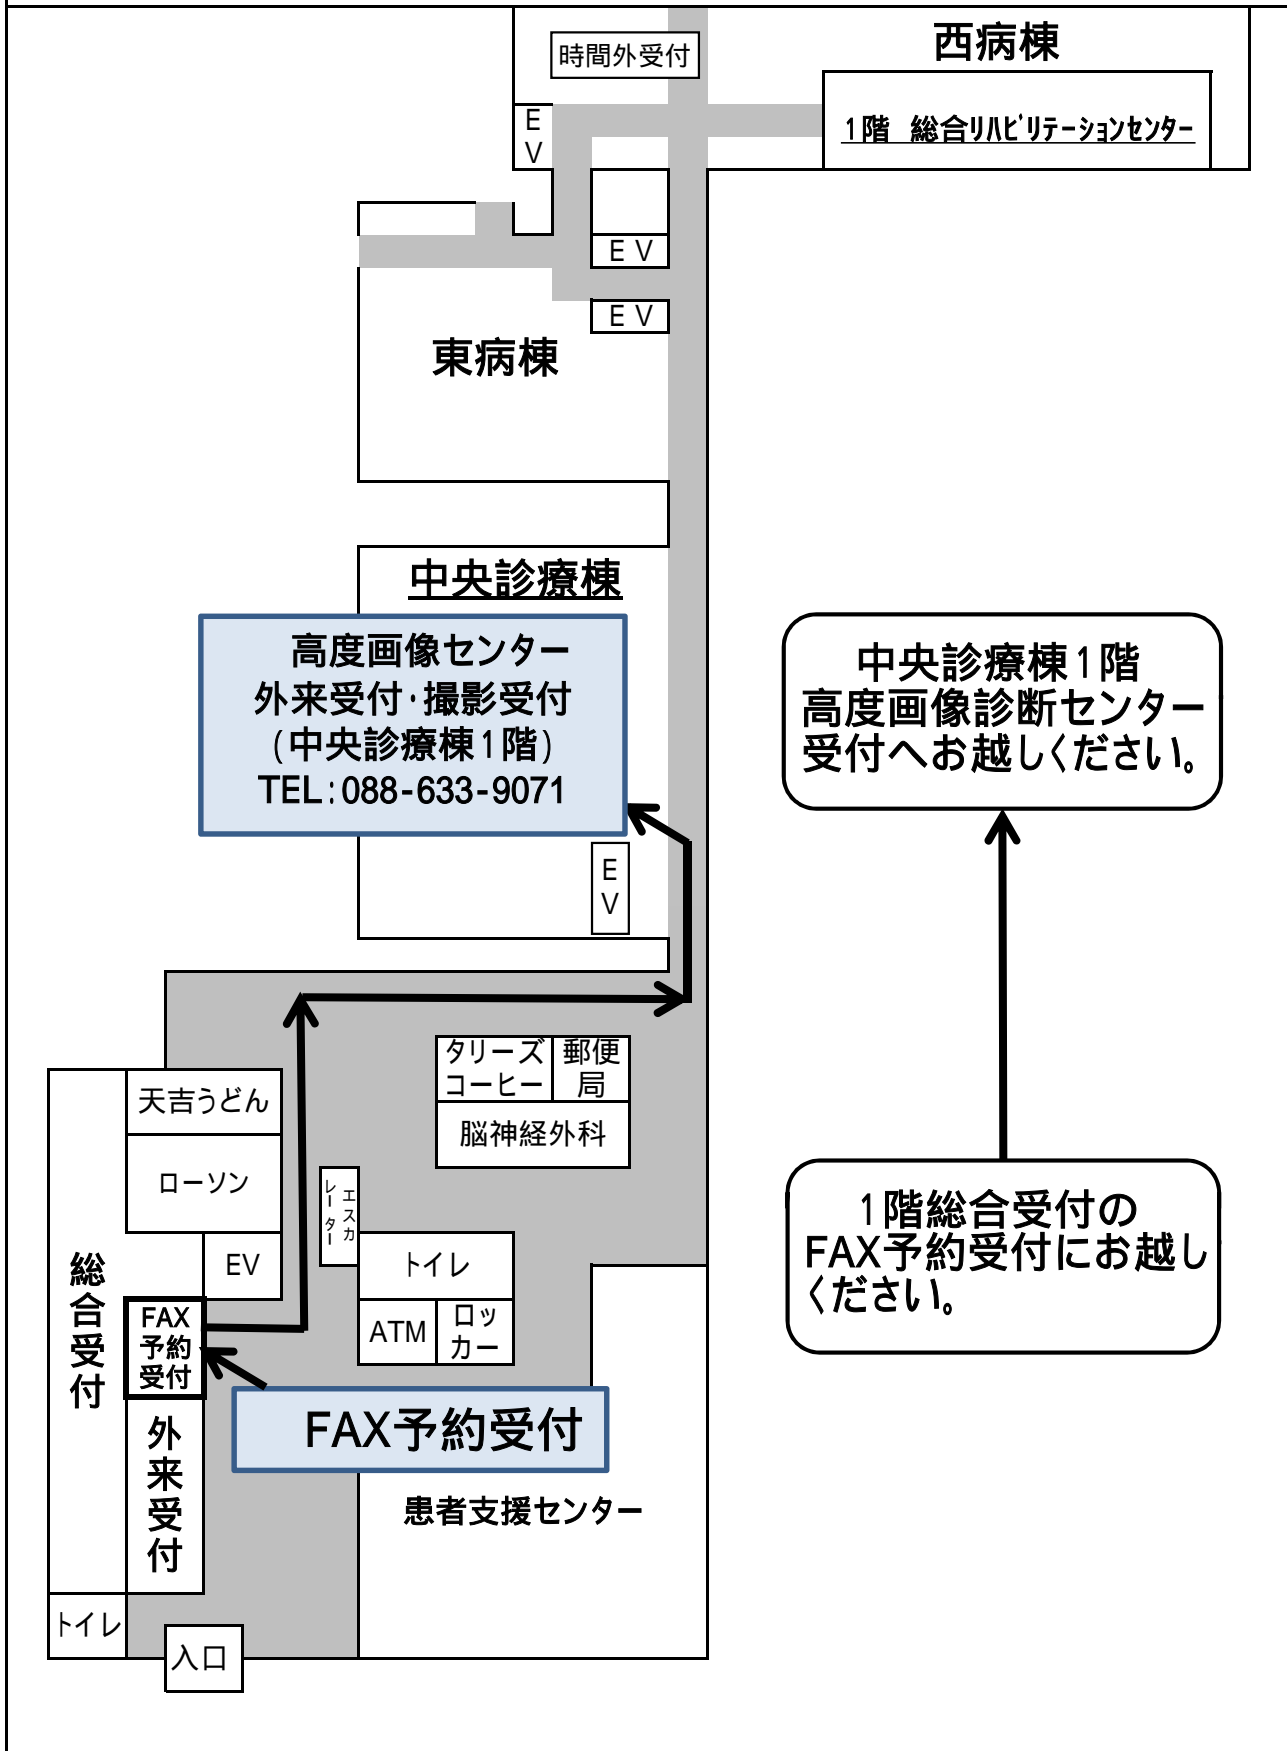 時間外受付
西病棟
1階　総合リハビリテーションセンター
E
V
E V
E V
東病棟
中央診療棟
高度画像センター
外来受付・撮影受付
(中央診療棟1階)
TEL:088-633-9071
E
V
中央診療棟1階
高度画像診断センター
受付へお越しください。
タリーズ
コーヒー
郵便
局
脳神経外科
天吉うどん
ローソン
エスカ
レーター
EV
トイレ
ATM
ロッ
カー
総合受付
FAX
予約
受付
FAX予約受付
外来受付
患者支援センター
トイレ
入口
1階総合受付の
FAX予約受付にお越し
ください。